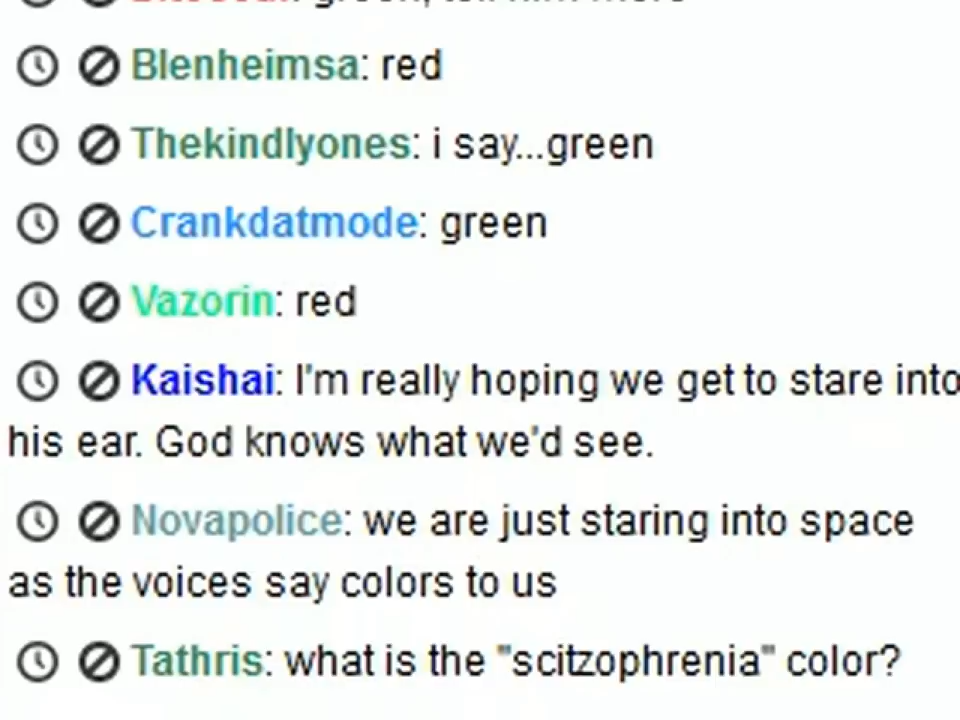 Blenheimsa: red
Thekindlyones: i say...green
Crankdatmode: green
Vazorin: red
Kaishai: I'm really hoping we get to stare into
his ear. God knows what we'd see.
Novapolice: we are just staring into space
as the voices say colors to us
Tathris: what is the "scitzophrenia" color?